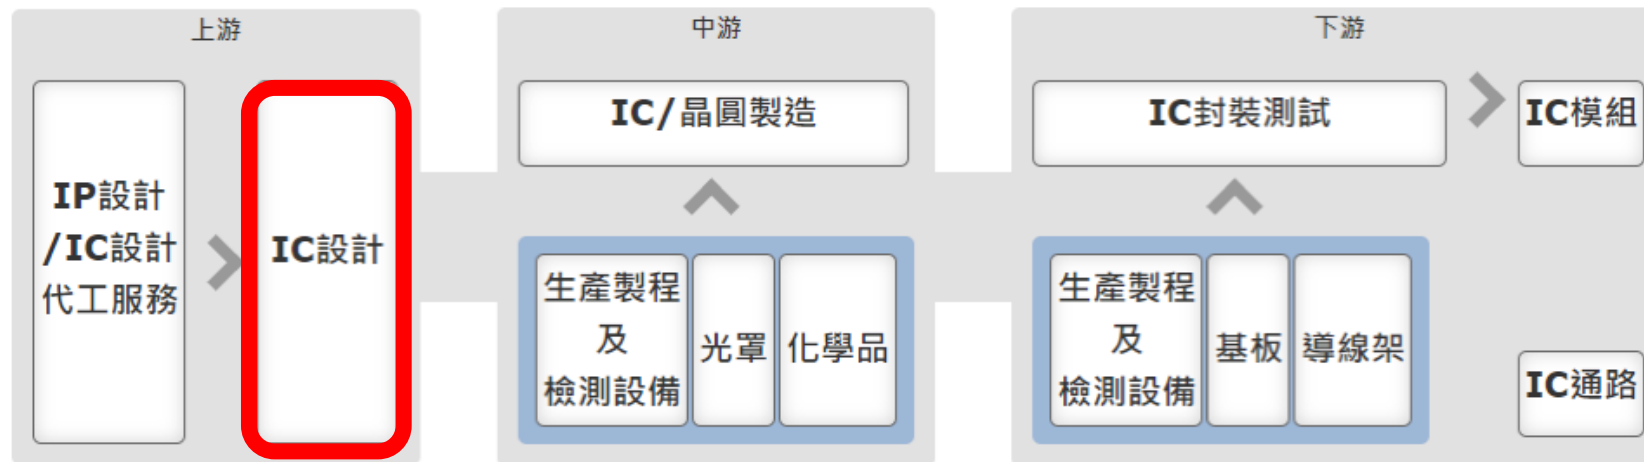 上游
IP設計
/IC設計
代工服務
IC設計
中游
IC/晶圓製造
生產製程
及
檢測設備
光罩
化學品
下游
IC封裝測試
IC模組
生產製程
及
檢測設備
基板
導線架
IC通路